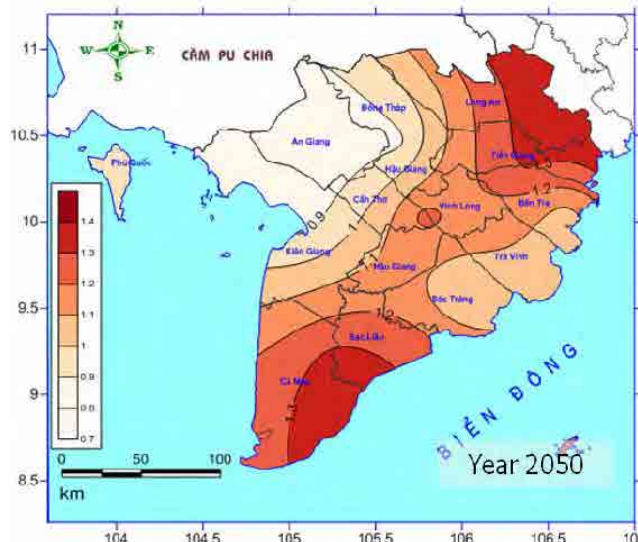 11
10.5
10
9.5
9
8.5
N
W E
S
CĂM PU CHIA
Đồng Tháp
Long An
An Giang
Tiền Giang
Phú Quốc
Hậu Giang
1.2
Cần Thơ
Vĩnh Long
Bến Tre
0.9
1
Kiên Giang
Trà Vinh
Hậu Giang
Sóc Trăng
1.2
Bạc Liêu
Cà Mau
1.3
1.4
1.3
1.2
1.1
1
0.9
0.8
0.7
BIỂN ĐÔNG
0 50 100
km
Year 2050
104 104.5 105 105.5 106 106.5 10